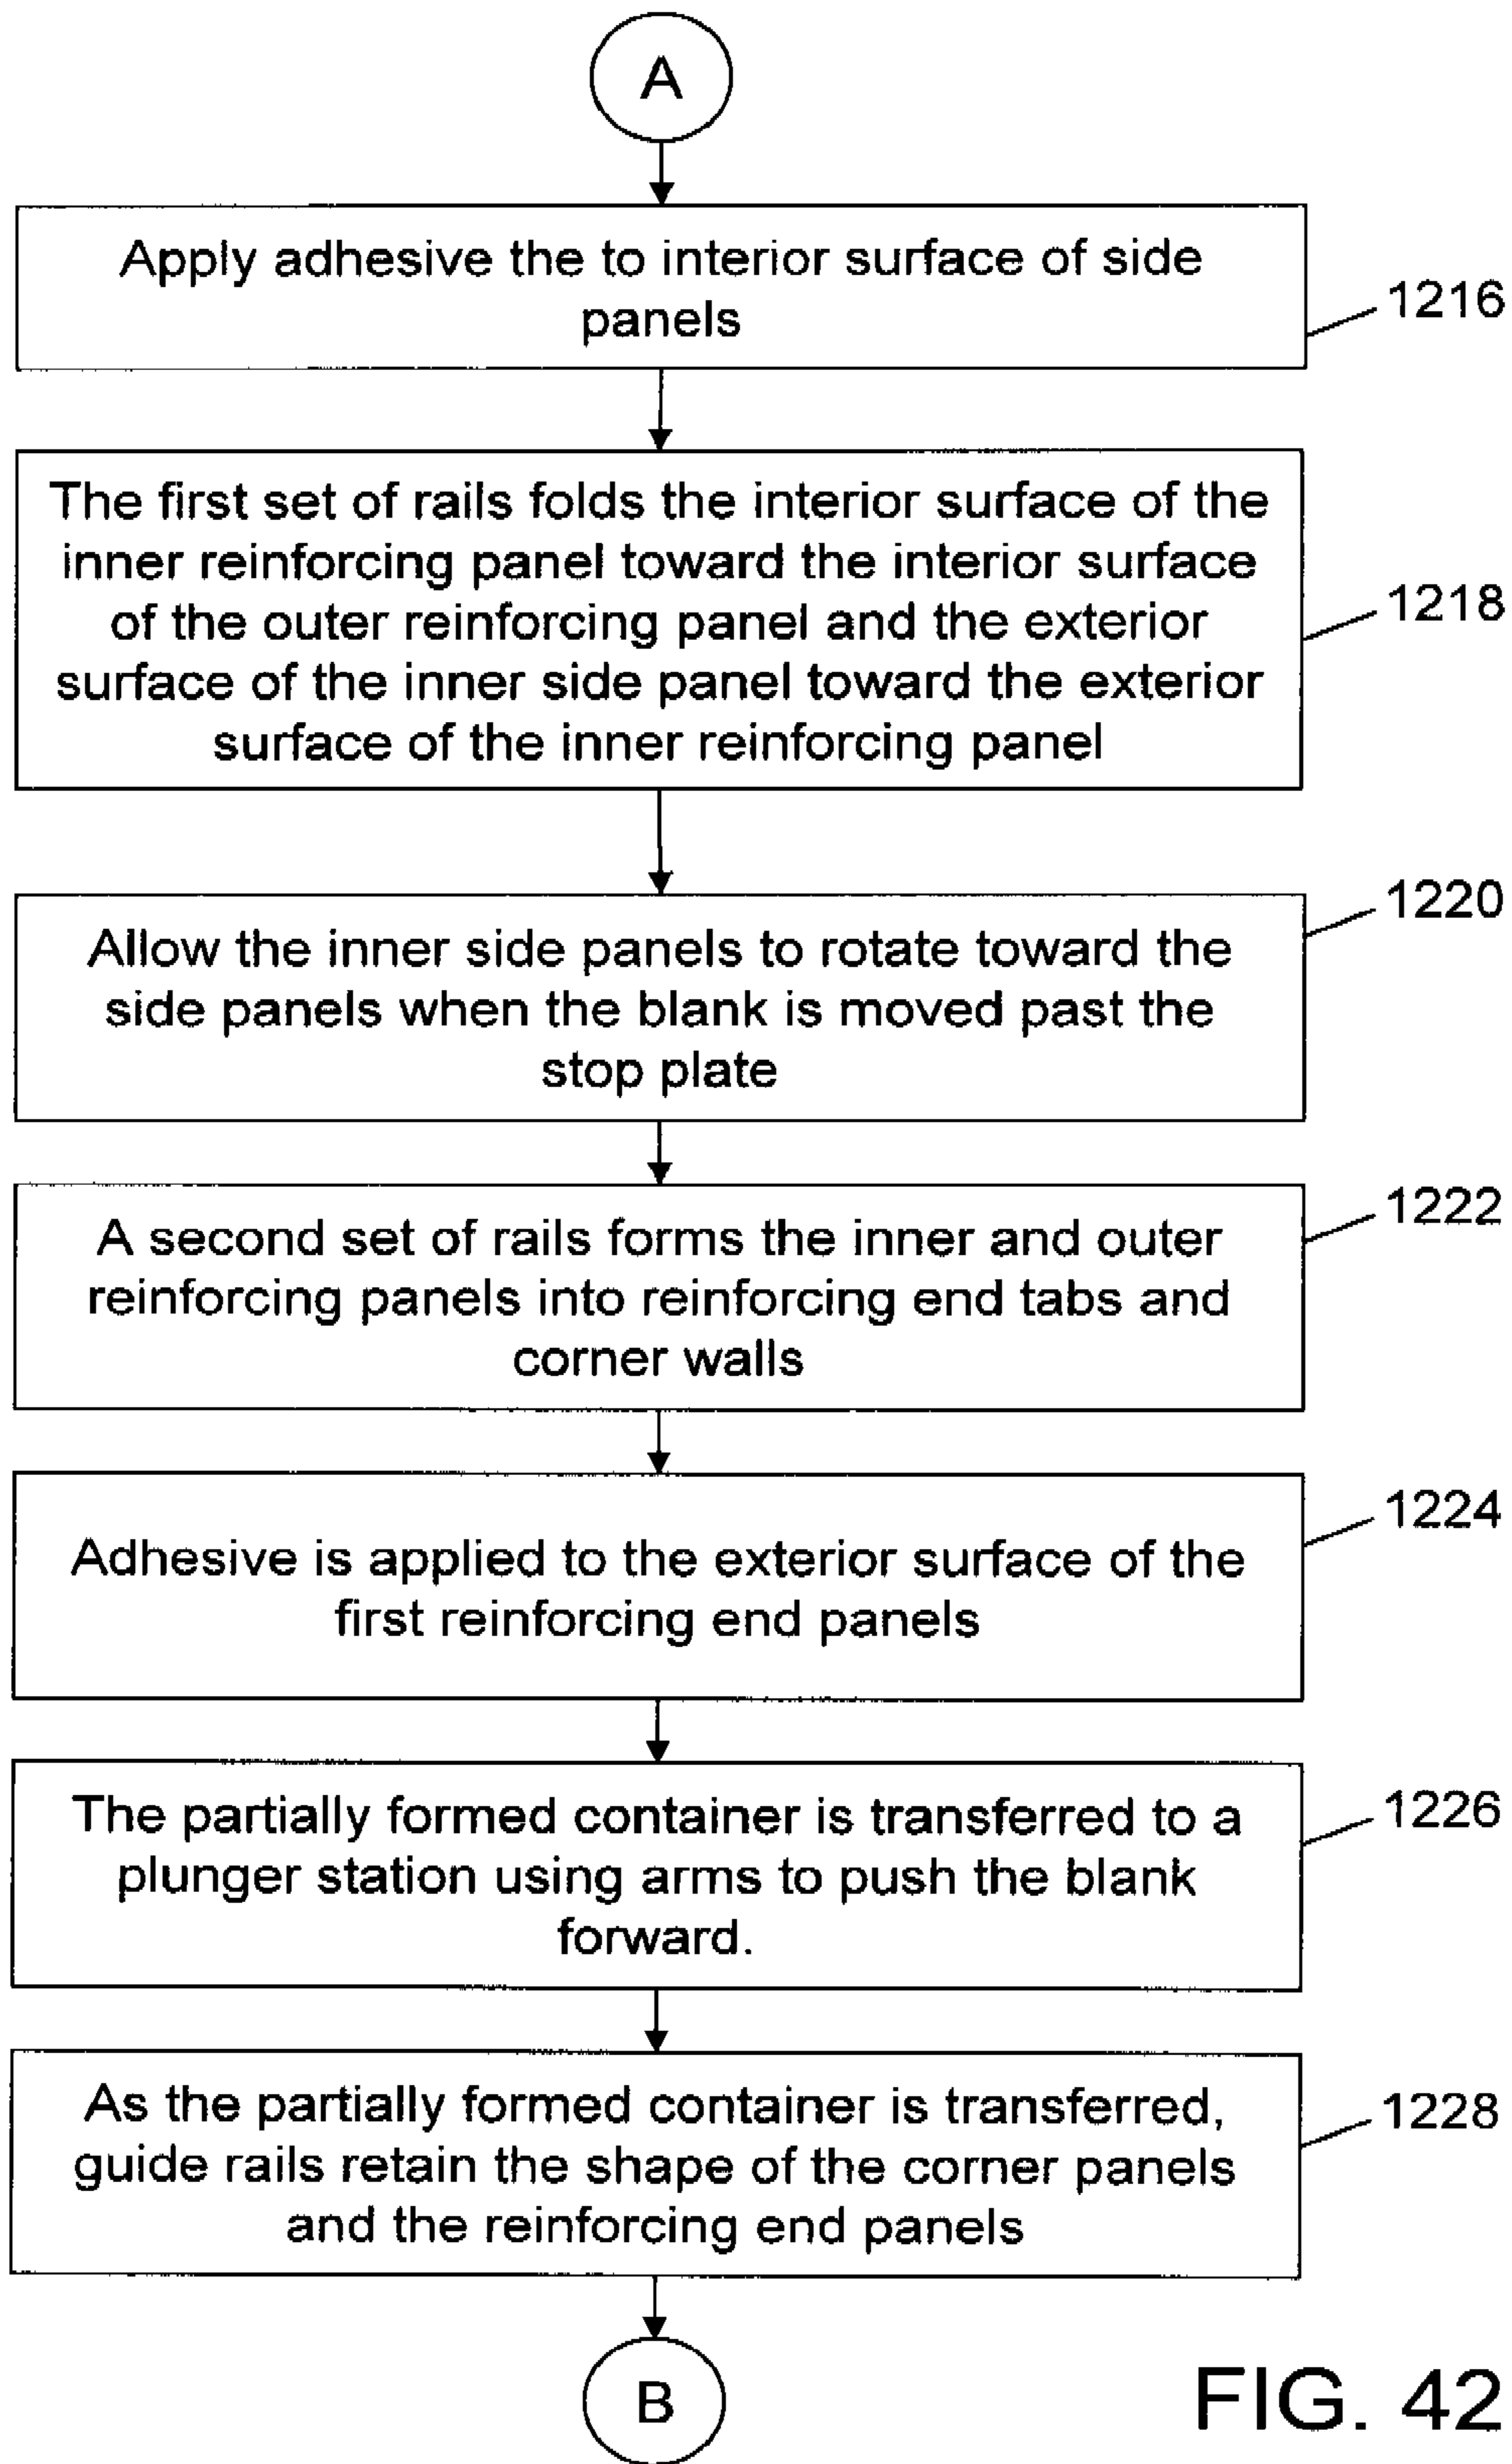 A
Apply adhesive the to interior surface of side
panels
1216
The first set of rails folds the interior surface of the
inner reinforcing panel toward the interior surface
of the outer reinforcing panel and the exterior
surface of the inner side panel toward the exterior
surface of the inner reinforcing panel
1218
Allow the inner side panels to rotate toward the
side panels when the blank is moved past the
stop plate
1220
A second set of rails forms the inner and outer
reinforcing panels into reinforcing end tabs and
corner walls
1222
Adhesive is applied to the exterior surface of the
first reinforcing end panels
1224
The partially formed container is transferred to a
plunger station using arms to push the blank
forward.
1226
As the partially formed container is transferred,
guide rails retain the shape of the corner panels
and the reinforcing end panels
1228
B
FIG. 42